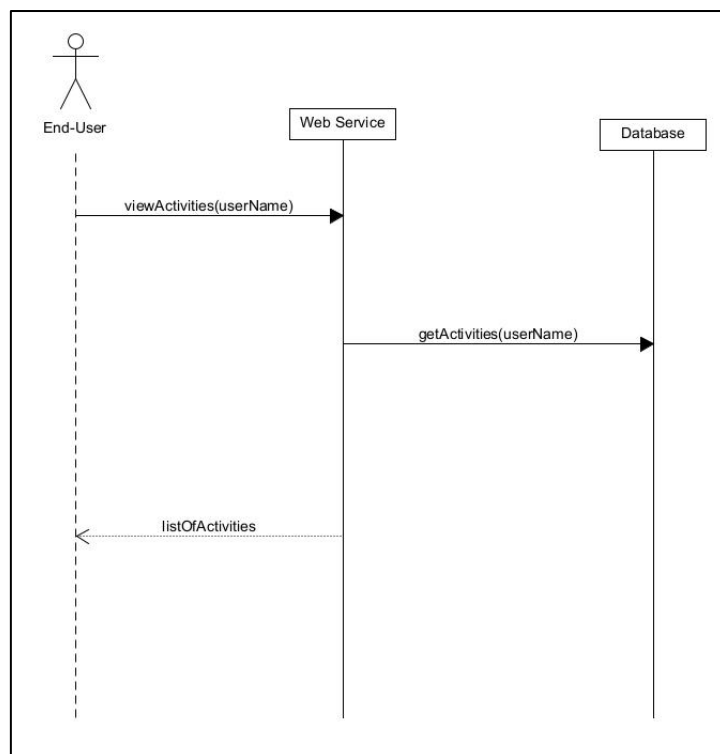 End-User
Web Service
Database
viewActivities(userName)
getActivities(userName)
listOfActivities